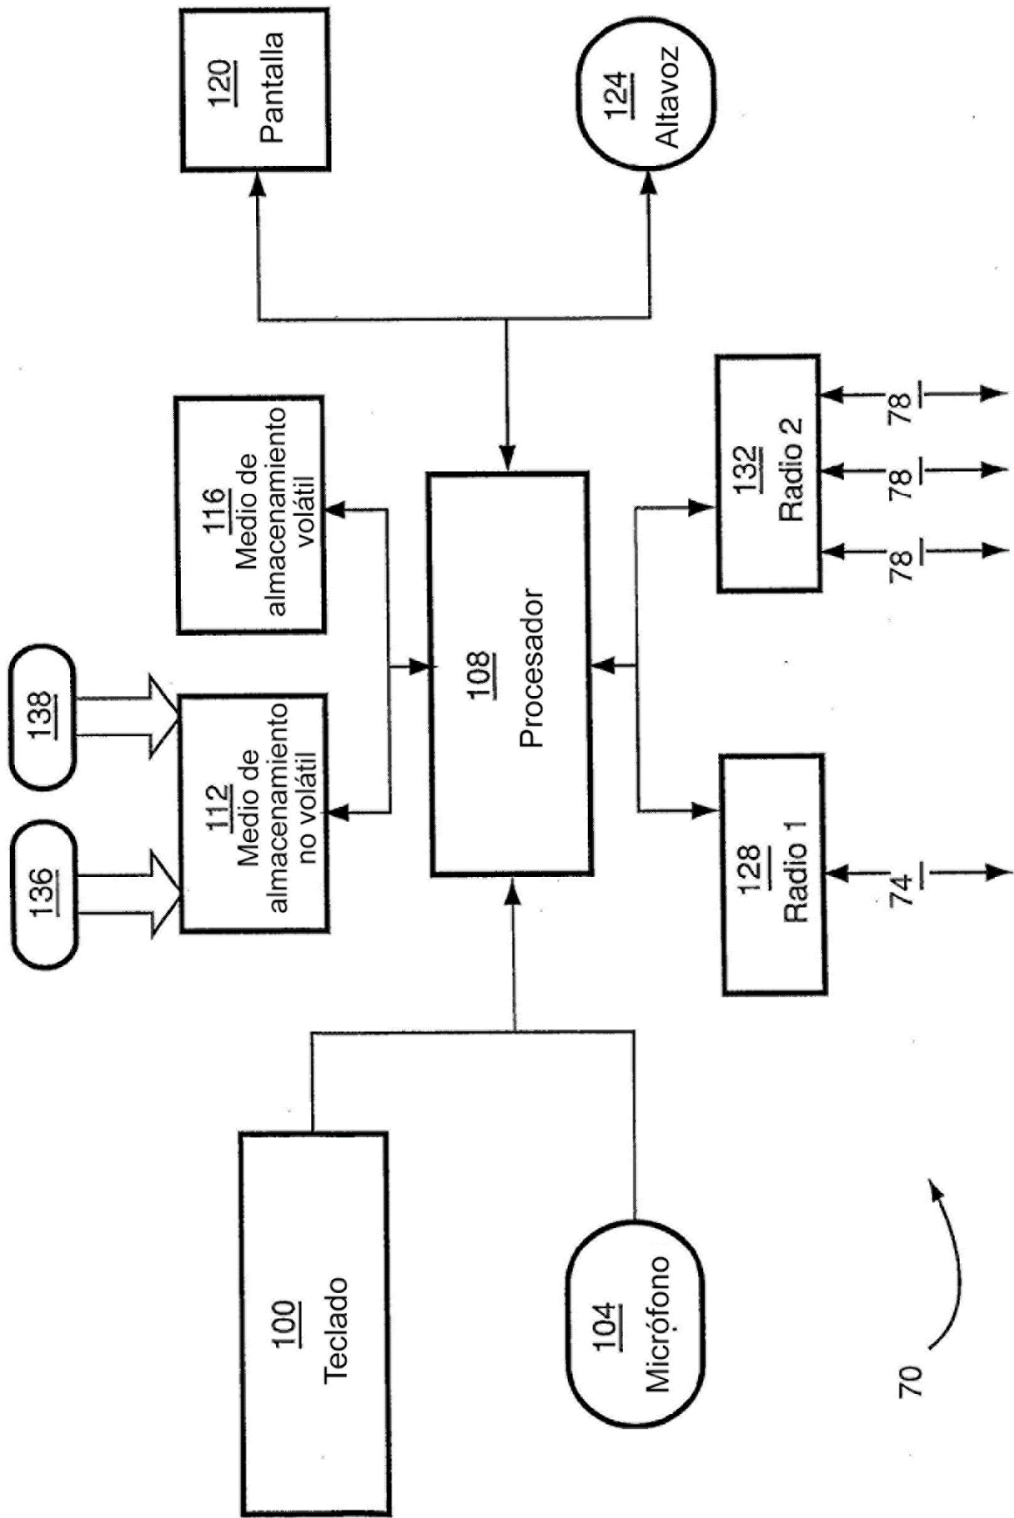 120
Pantalla
124
Altavoz
116
Medio de
almacenamiento
volátil
138
136
112
Medio de
almacenamiento
no volátil
108
Procesador
132
Radio 2
78
78
78
128
Radio 1
74
100
Teclado
104
Micrófono
70